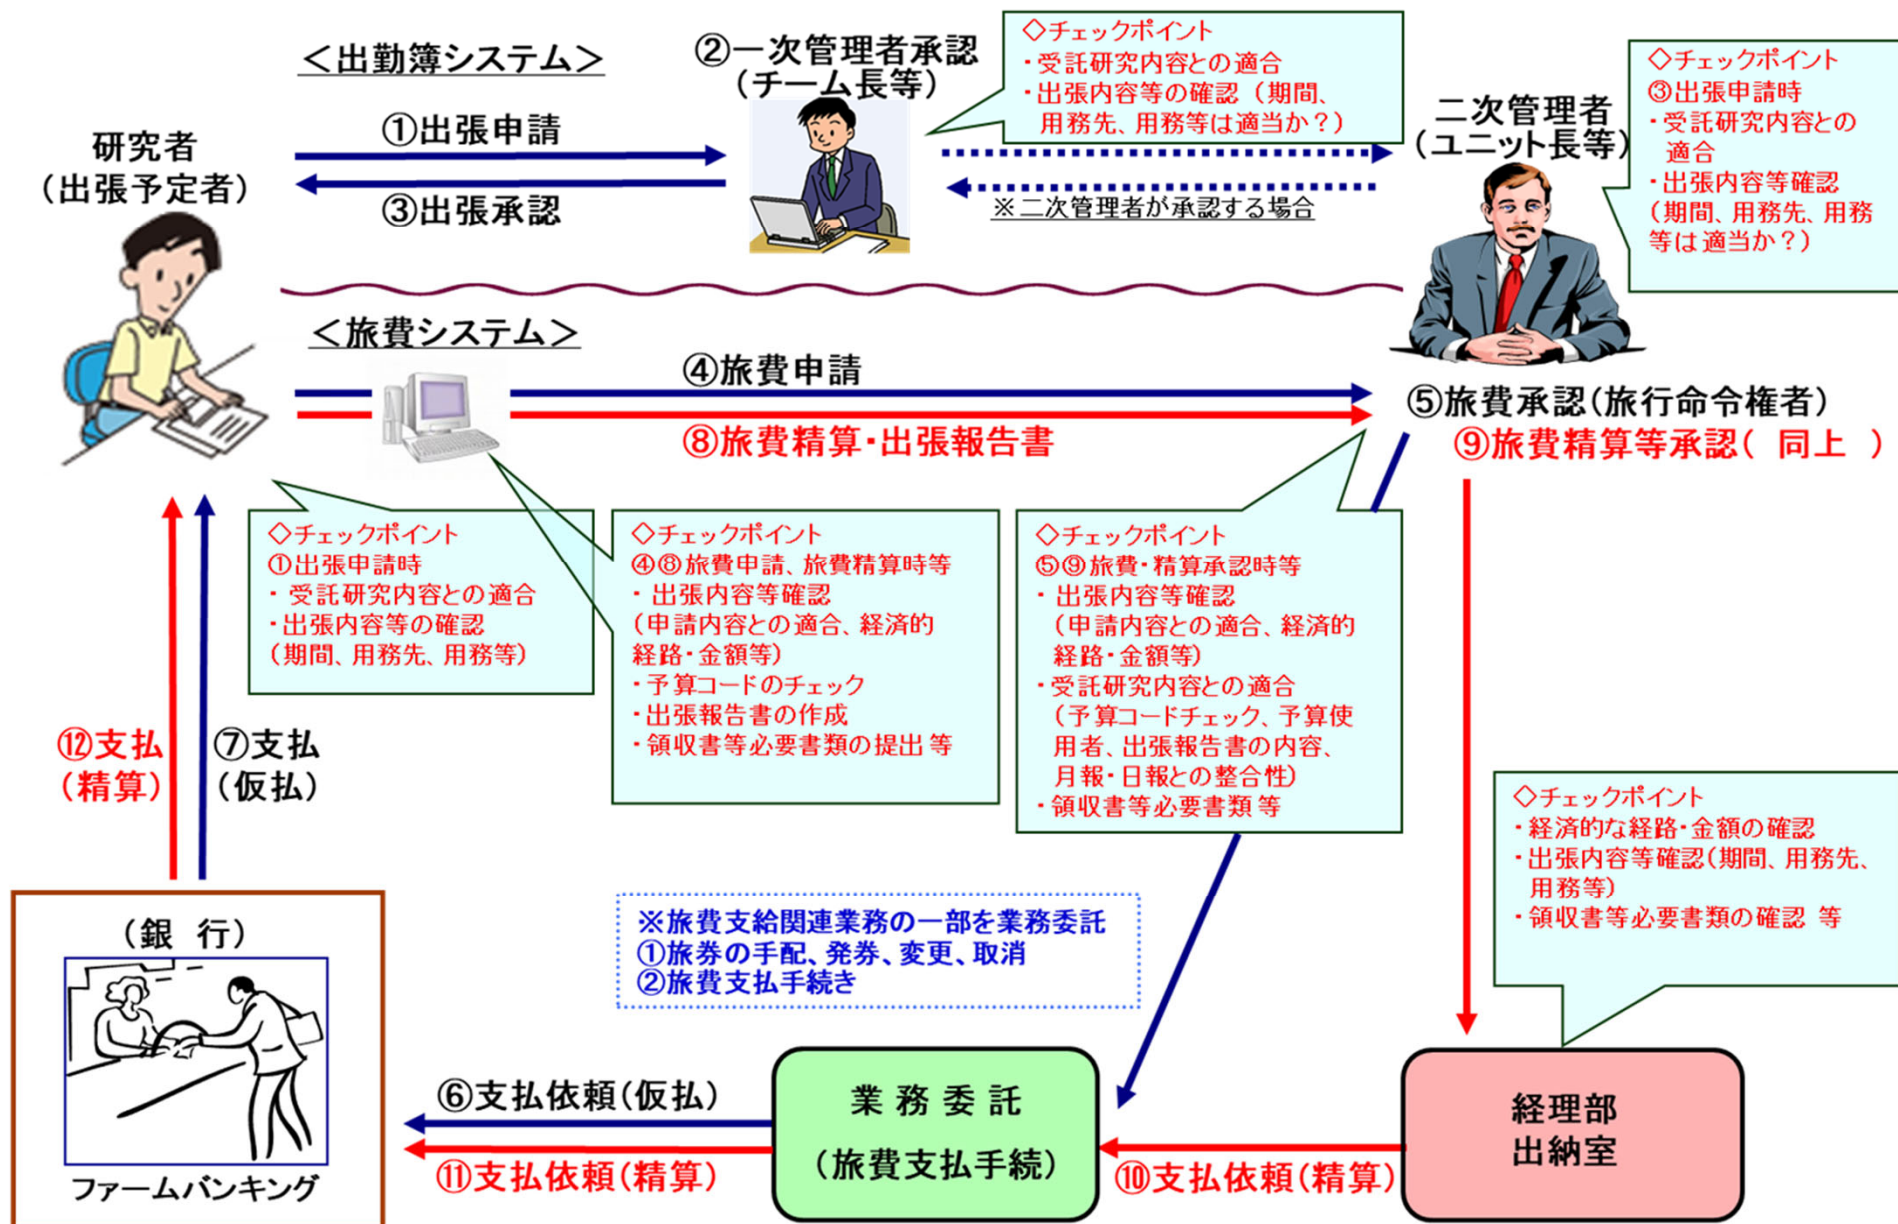 ＜出勤簿システム＞
②一次管理者承認
（チーム長等）
◇チェックポイント
・受託研究内容との適合
・出張内容等の確認（期間、
用務先、用務等は適当か？）
二次管理者
（ユニット長等）
◇チェックポイント
③出張申請時
・受託研究内容との
適合
・出張内容等確認
（期間、用務先、用務
等は適当か？）
研究者
（出張予定者）
①出張申請
③出張承認
※二次管理者が承認する場合
＜旅費システム＞
④旅費申請
⑧旅費精算・出張報告書
⑤旅費承認（旅行命令権者）
⑨旅費精算等承認（ 同上 ）
◇チェックポイント
①出張申請時
・ 受託研究内容との適合
・出張内容等の確認
（期間、用務先、用務等）
◇チェックポイント
④⑧旅費申請、旅費精算時等
・ 出張内容等確認
（申請内容との適合、経済的
経路・金額等）
・予算コードのチェック
・出張報告書の作成
・領収書等必要書類の提出 等
◇チェックポイント
⑤⑨旅費・精算承認時等
・ 出張内容等確認
（申請内容との適合、経済的
経路・金額等）
・受託研究内容との適合
（予算コードチェック、予算使
用者、出張報告書の内容、
月報・日報との整合性）
・領収書等必要書類 等
⑫支払
（精算）
⑦支払
（仮払）
◇チェックポイント
・経済的な経路・金額の確認
・出張内容等確認（期間、用務先、
用務等）
・領収書等必要書類の確認 等
※旅費支給関連業務の一部を業務委託
①旅券の手配、発券、変更、取消
②旅費支払手続き
（銀 行）
ファームバンキング
⑥支払依頼（仮払）
⑪支払依頼（精算）
業 務 委 託
（旅費支払手続）
⑩支払依頼（精算）
経理部
出納室